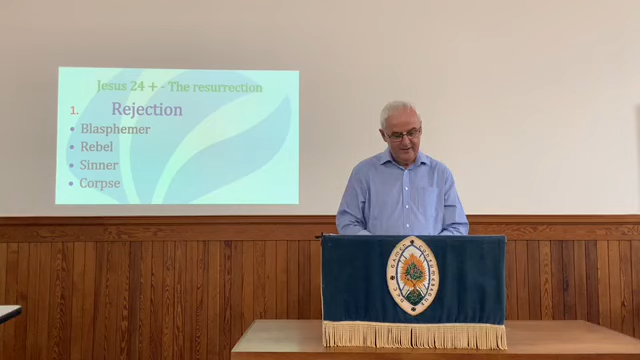 Jesus 24 + - The resurrection
1. Rejection
• Blasphemer
• Rebel
• Sinner
• Corpse